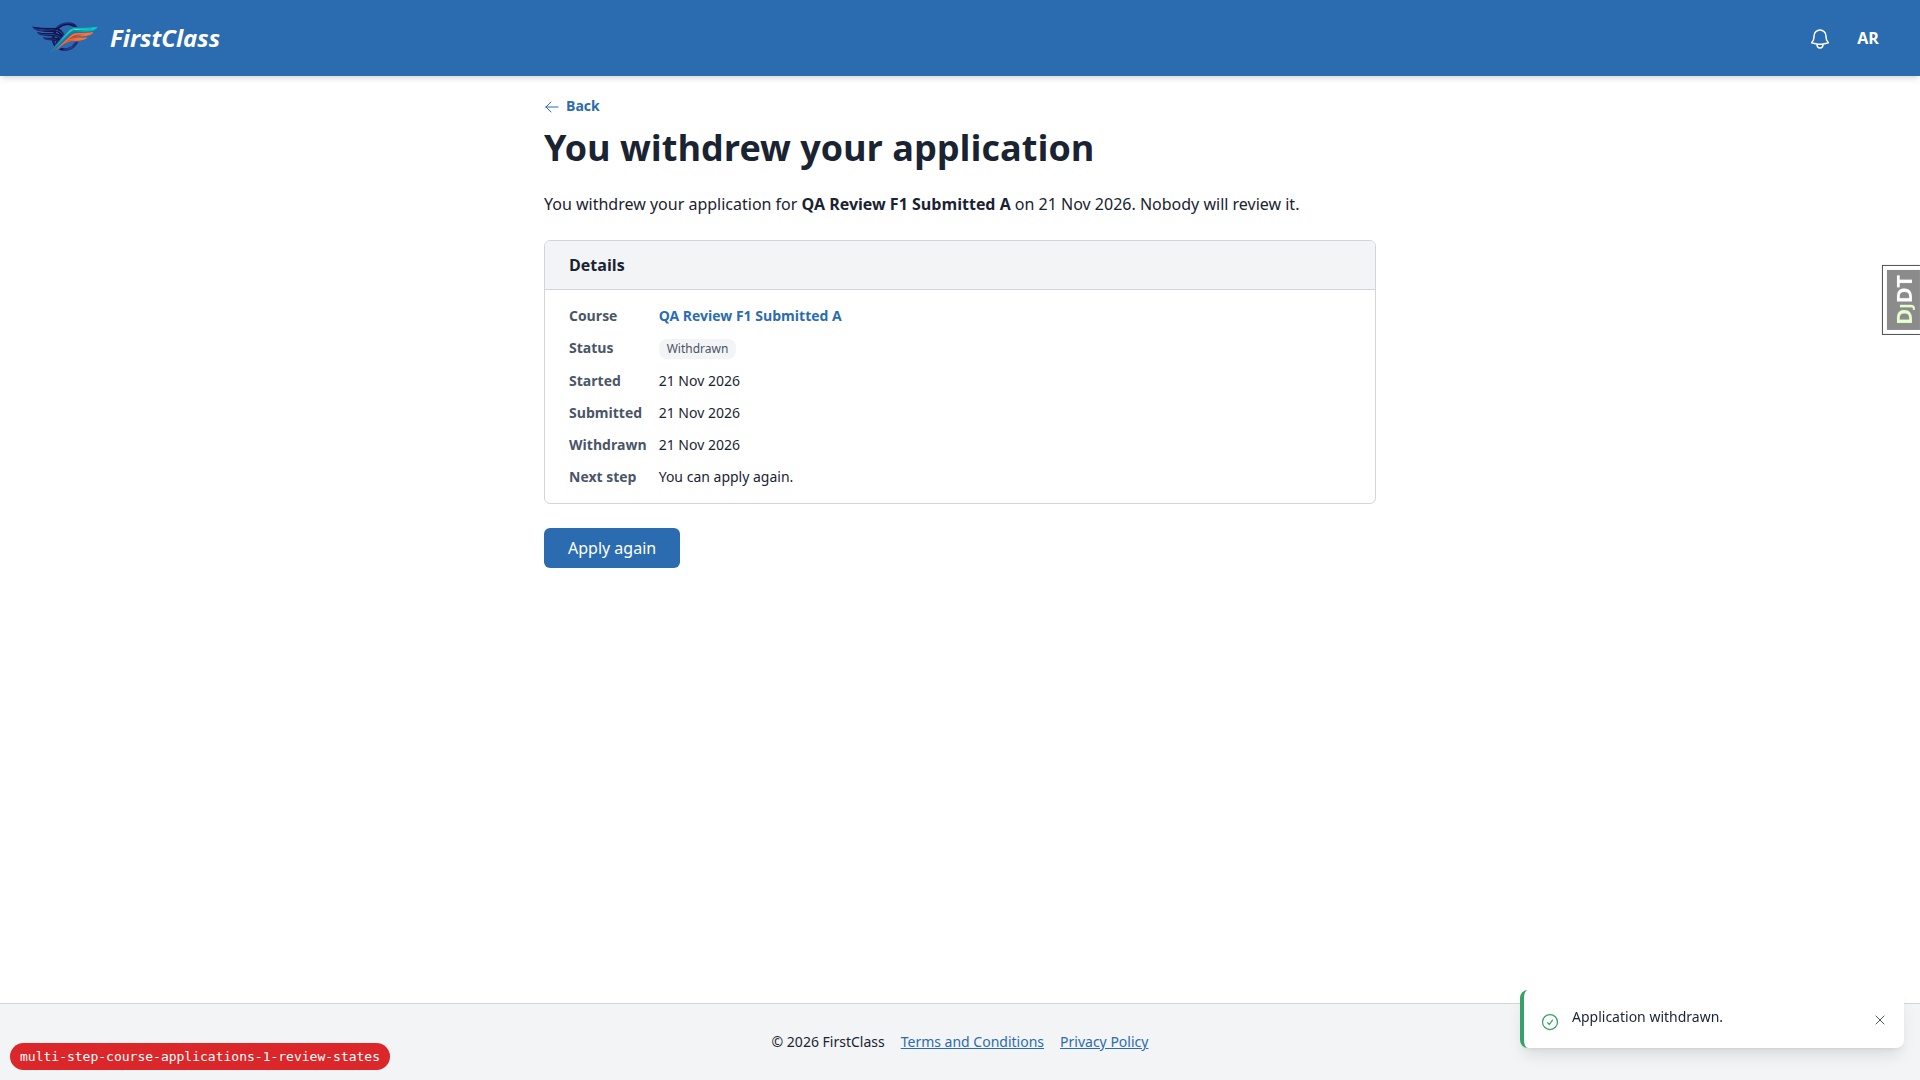 FirstClass
AR
Back
You withdrew your application
You withdrew your application for QA Review F1 Submitted A on 21 Nov 2026. Nobody will review it.
Details
Course QA Review F1 Submitted A
Status Withdrawn
Started 21 Nov 2026
Submitted 21 Nov 2026
Withdrawn 21 Nov 2026
Next step You can apply again.
Apply again
DjDT
Application withdrawn.
© 2026 FirstClass Terms and Conditions Privacy Policy
multi-step-course-applications-1-review-states